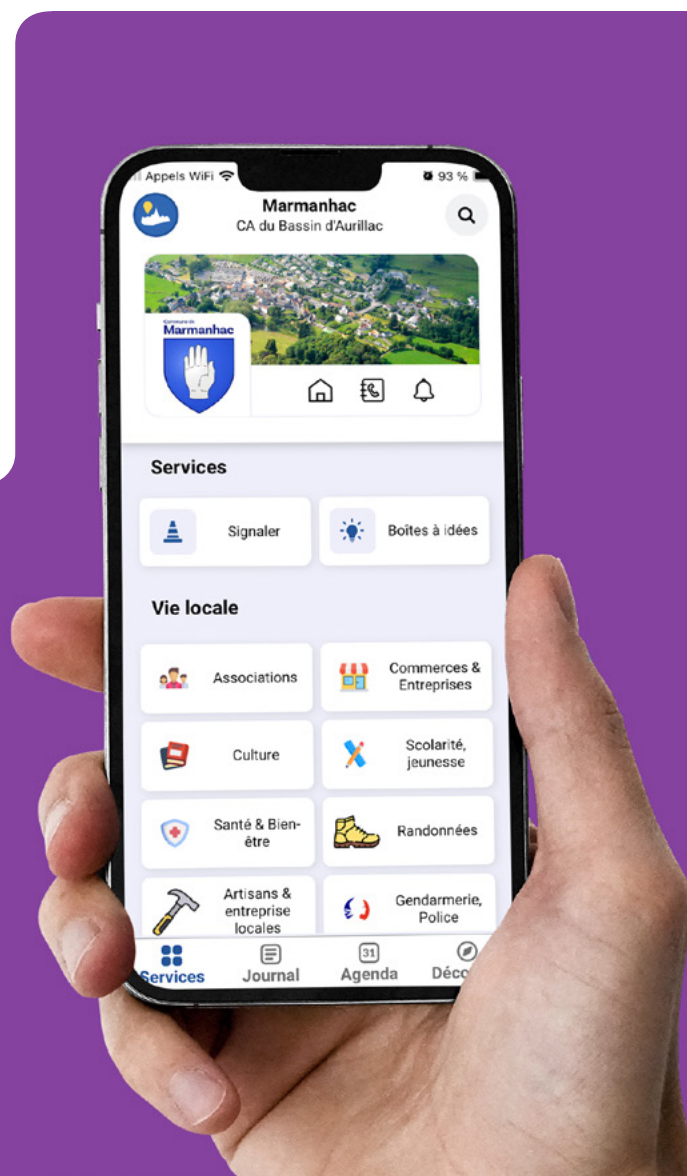 Appels WiFi
93 %
Marmanhac
CA du Bassin d'Aurillac
Commune de
Marmanhac
Services
Signaler
Boîtes à idées
Vie locale
Associations
Commerces &
Entreprises
Culture
Scolarité,
jeunesse
Santé & Bien-
être
Randonnées
Artisans &
entreprise
locales
Gendarmerie,
Police
31
Services
Journal
Agenda
Déco